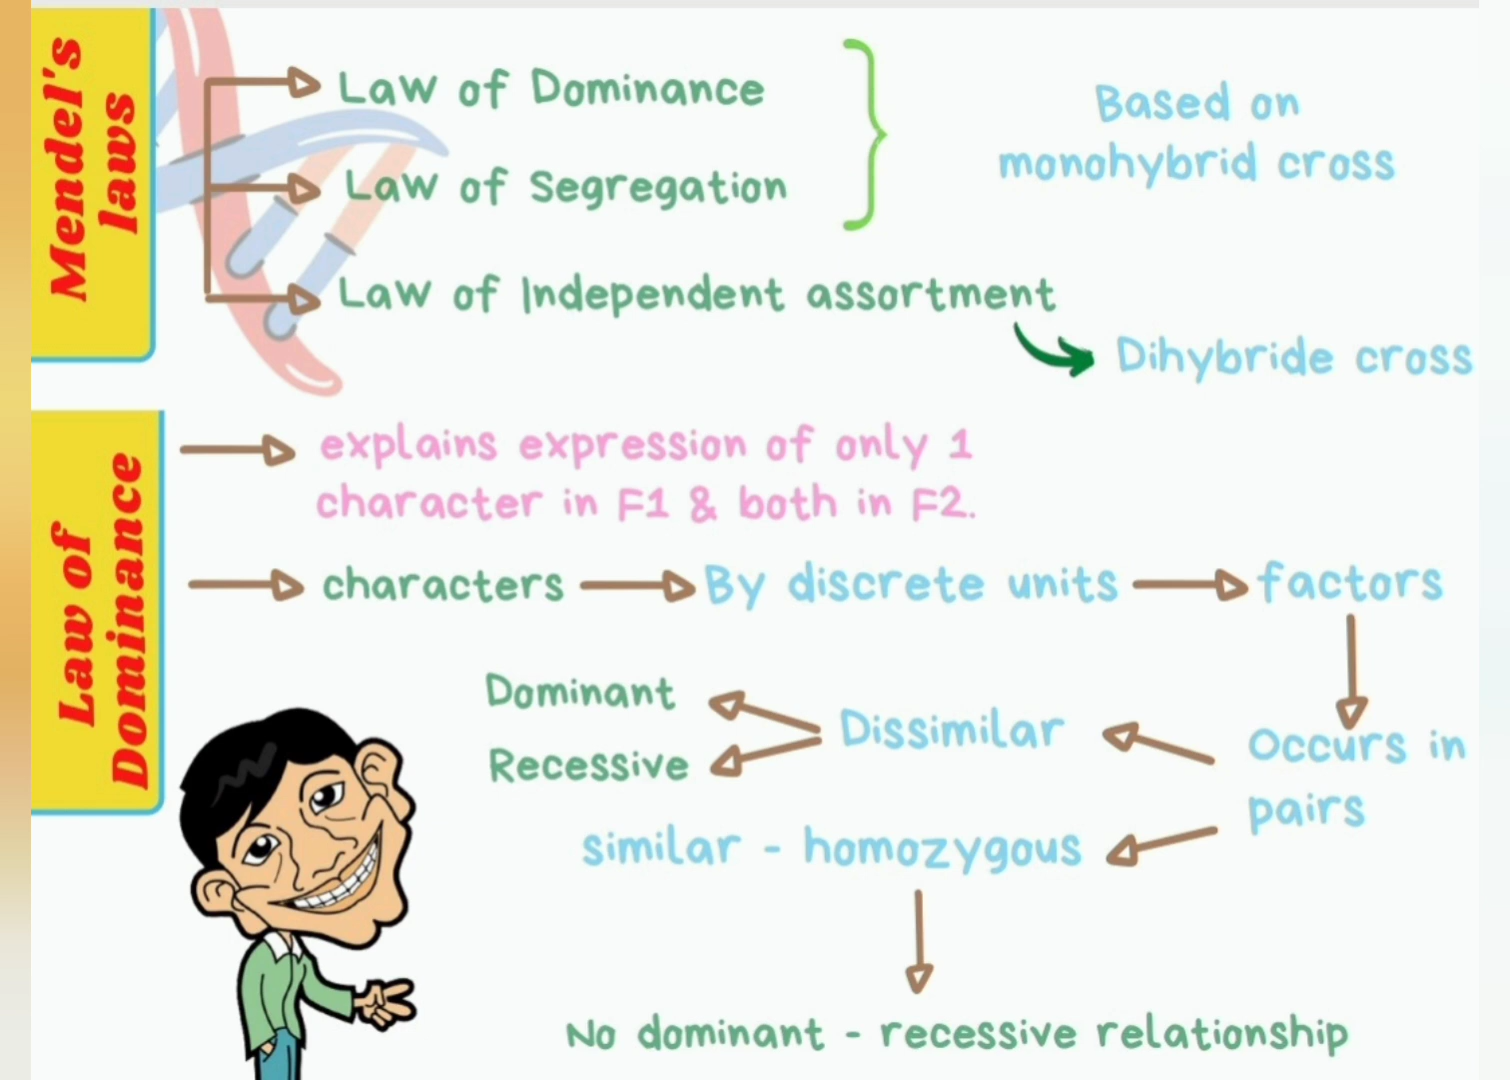 Mendel's
laws
Law of Dominance
Law of Segregation
Based on
monohybrid cross
Law of Independent assortment
Dihybride cross
Law of
Dominance
explains expression of only 1
character in F1 & both in F2.
characters
By discrete units
factors
Occurs in
pairs
Dissimilar
Dominant
Recessive
similar - homozygous
No dominant - recessive relationship